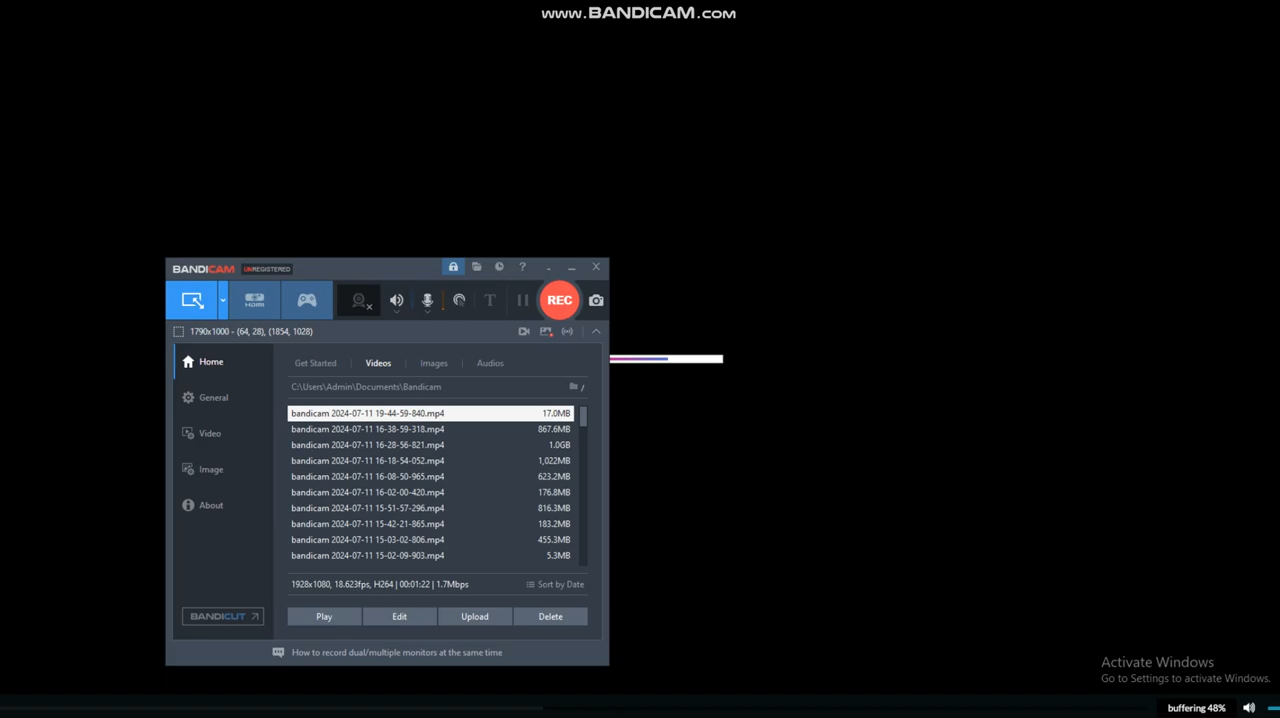 www.BANDICAM.com
BANDICAM UNREGISTERED
HDMI
T
REC
1790x1000 - (64, 28), (1854, 1028)
Home
General
Video
Image
About
BANDICUT
Get Started Videos Images Audios
C:\Users\Admin\Documents\Bandicam
bandicam 2024-07-11 19-44-59-840.mp4 17.0MB
bandicam 2024-07-11 16-38-59-318.mp4 867.6MB
bandicam 2024-07-11 16-28-56-821.mp4 1.0GB
bandicam 2024-07-11 16-18-54-052.mp4 1,022MB
bandicam 2024-07-11 16-08-50-965.mp4 623.2MB
bandicam 2024-07-11 16-02-00-420.mp4 176.8MB
bandicam 2024-07-11 15-51-57-296.mp4 816.3MB
bandicam 2024-07-11 15-42-21-865.mp4 183.2MB
bandicam 2024-07-11 15-03-02-806.mp4 455.3MB
bandicam 2024-07-11 15-02-09-903.mp4 5.3MB
1928x1080, 18.623fps, H264 | 00:01:22 | 1.7Mbps Sort by Date
Play Edit Upload Delete
How to record dual/multiple monitors at the same time
Activate Windows
Go to Settings to activate Windows.
buffering 48%